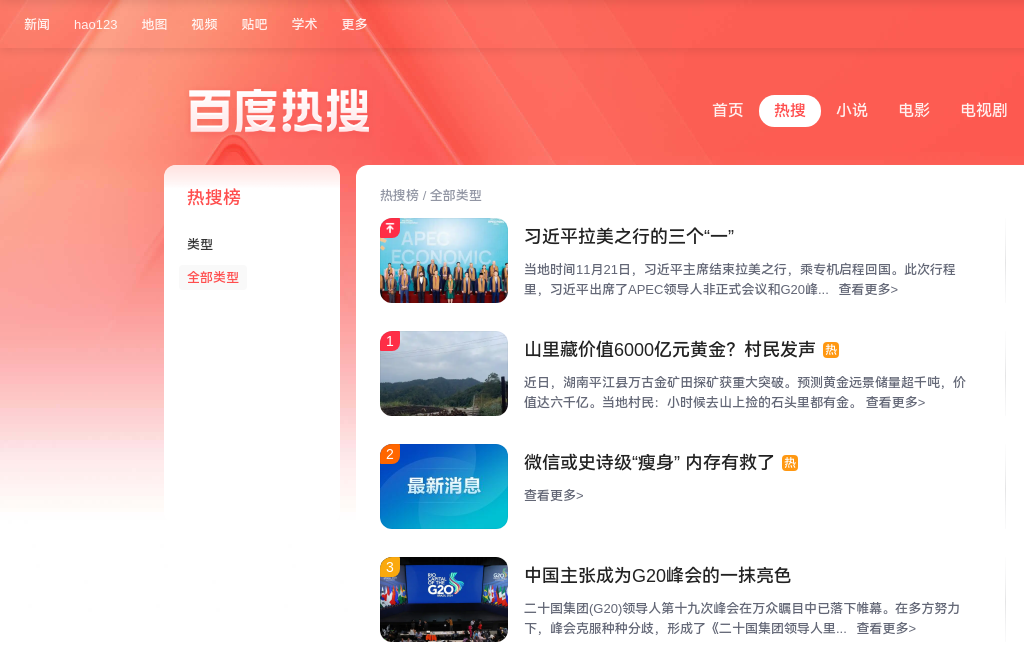 新闻 hao123 地图 视频 贴吧 学术 更多
百度热搜
首页 热搜 小说 电影 电视剧
热搜榜
类型
全部类型
热搜榜 / 全部类型
APEC
ECONOMIC
习近平拉美之行的三个“一”
当地时间11月21日，习近平主席结束拉美之行，乘专机启程回国。此次行程
里，习近平出席了APEC领导人非正式会议和G20峰... 查看更多>
1
山里藏价值6000亿元黄金？村民发声 热
近日，湖南平江县万古金矿田探矿获重大突破。预测黄金远景储量超千吨，价
值达六千亿。当地村民：小时候去山上捡的石头里都有金。 查看更多>
2
最新消息
微信或史诗级“瘦身” 内存有救了 热
查看更多>
3
G20
中国主张成为G20峰会的一抹亮色
二十国集团(G20)领导人第十九次峰会在万众瞩目中已落下帷幕。在多方努力
下，峰会克服种种分歧，形成了《二十国集团领导人里... 查看更多>